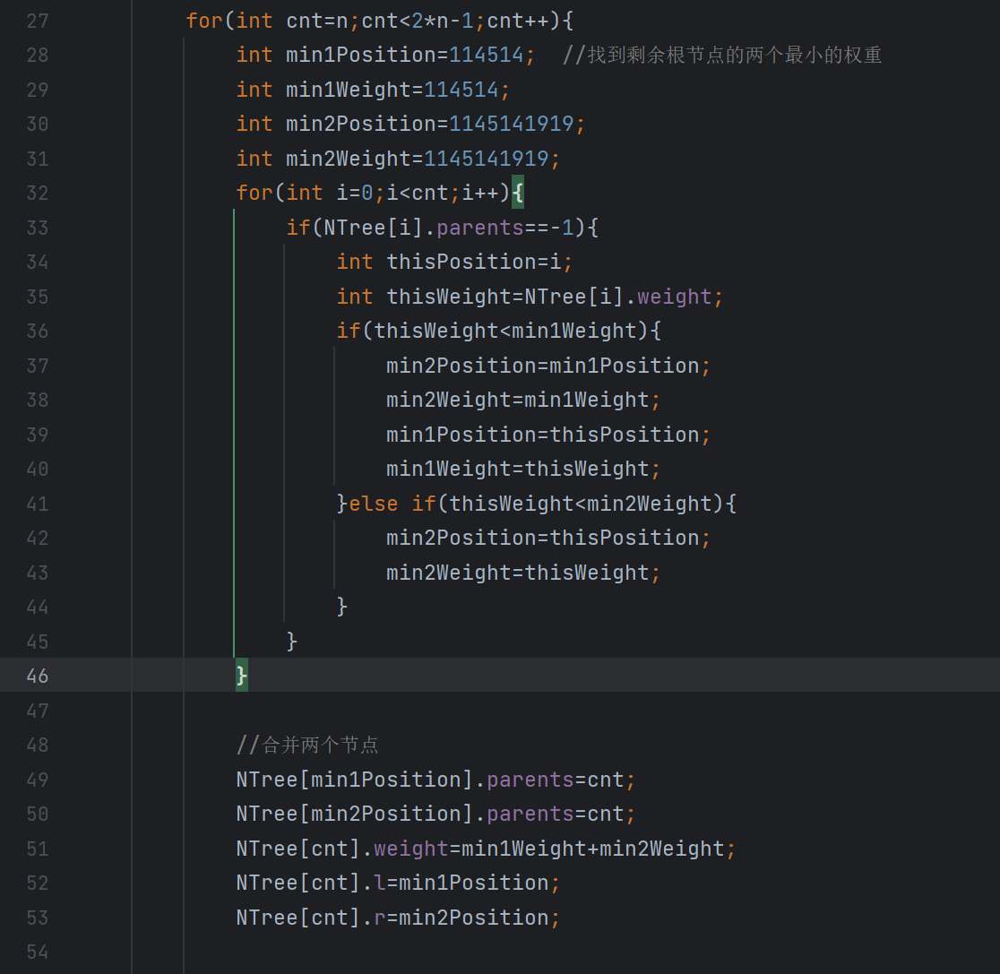 27 for(int cnt=n;cnt<2*n-1;cnt++){
28 int min1Position=114514; //找到剩余根节点的两个最小的权重
29 int min1Weight=114514;
30 int min2Position=1145141919;
31 int min2Weight=1145141919;
32 for(int i=0;i<cnt;i++){
33 if(NTree[i].parents==-1){
34 int thisPosition=i;
35 int thisWeight=NTree[i].weight;
36 if(thisWeight<min1Weight){
37 min2Position=min1Position;
38 min2Weight=min1Weight;
39 min1Position=thisPosition;
40 min1Weight=thisWeight;
41 }else if(thisWeight<min2Weight){
42 min2Position=thisPosition;
43 min2Weight=thisWeight;
44 }
45 }
46 }
47
48 //合并两个节点
49 NTree[min1Position].parents=cnt;
50 NTree[min2Position].parents=cnt;
51 NTree[cnt].weight=min1Weight+min2Weight;
52 NTree[cnt].l=min1Position;
53 NTree[cnt].r=min2Position;
54